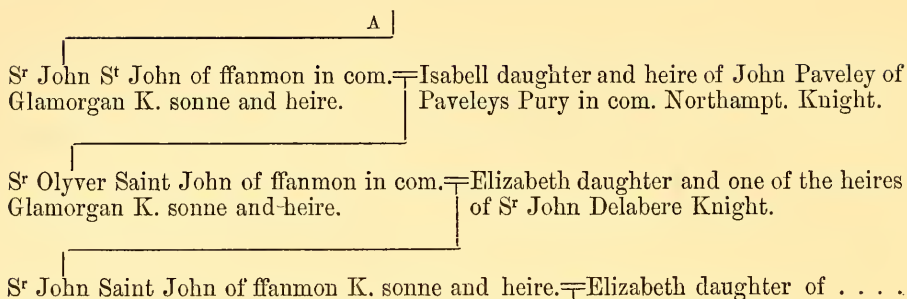 A
Sʳ John Sᵗ John of ffanmon in com. Isabell daughter and heire of John Paveley of
Glamorgan K. sonne and heire. Paveleys Pury in com. Northampt. Knight.
Sʳ Olyver Saint John of ffanmon in com. Elizabeth daughter and one of the heires
Glamorgan K. sonne and heire. of Sʳ John Delabere Knight.
Sʳ John Saint John of ffanmon K. sonne and heire. Elizabeth daughter of . . . .